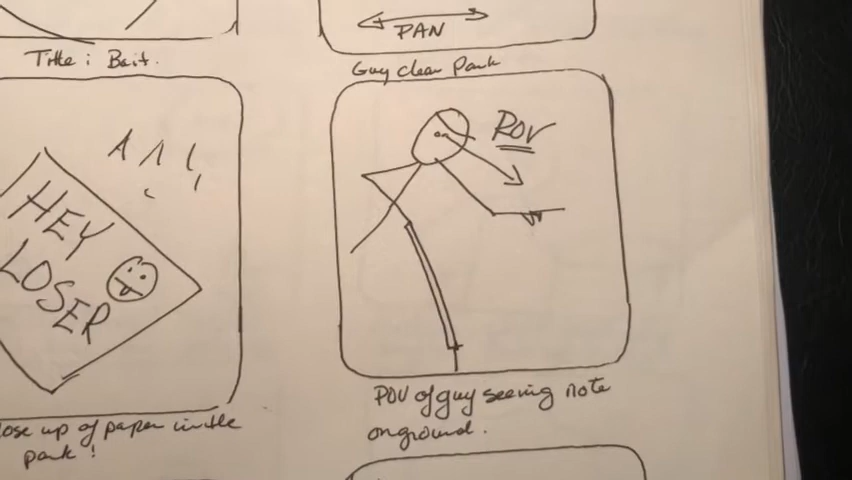 PAN
Title : Bait.
Guy clean Park
HEY
LOSER
POV
POV of guy seeing note
on ground.
lose up of paper in the
park !